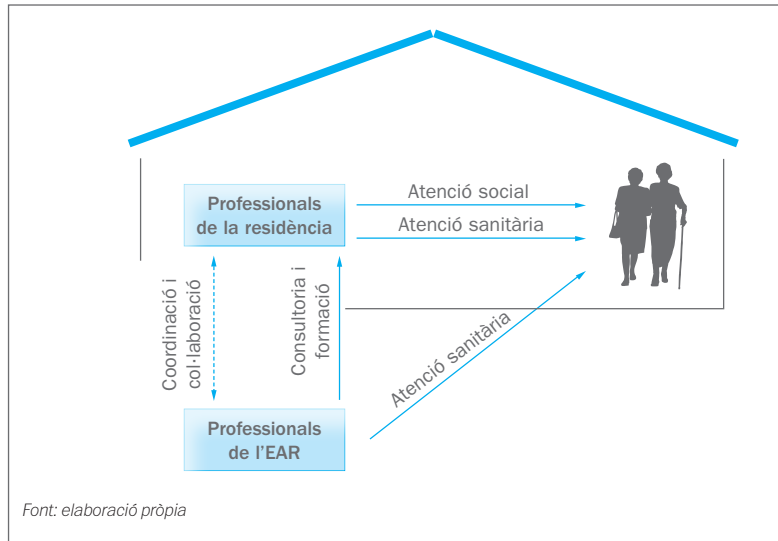 Professionals
de la residència
Atenció social
Atenció sanitària
Coordinació i
col·laboració
Consultoria i
formació
Atenció sanitària
Professionals
de l'EAR
Font: elaboració pròpia